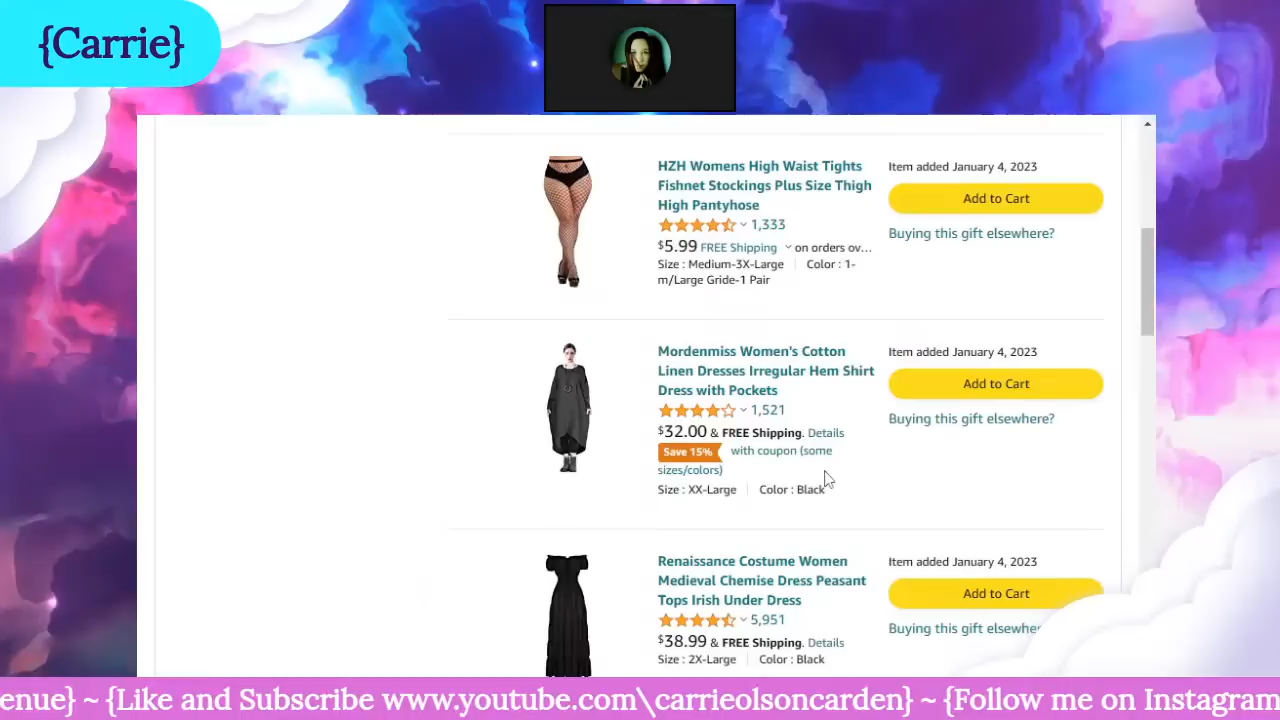 {Carrie}
HZH Womens High Waist Tights
Fishnet Stockings Plus Size Thigh
High Pantyhose
1,333
$5.99 FREE Shipping on orders ov...
Size : Medium-3X-Large Color : 1-
m/Large Gride-1 Pair
Item added January 4, 2023
Add to Cart
Buying this gift elsewhere?
Mordenmiss Women's Cotton
Linen Dresses Irregular Hem Shirt
Dress with Pockets
1,521
$32.00 & FREE Shipping. Details
Save 15% with coupon (some
sizes/colors)
Size : XX-Large Color : Black
Item added January 4, 2023
Add to Cart
Buying this gift elsewhere?
Renaissance Costume Women
Medieval Chemise Dress Peasant
Tops Irish Under Dress
5,951
$38.99 & FREE Shipping. Details
Size : 2X-Large Color : Black
Item added January 4, 2023
Add to Cart
Buying this gift elsewhe
enue} ~ {Like and Subscribe www.youtube.com\carrieolsoncarden} ~ {Follow me on Instagram